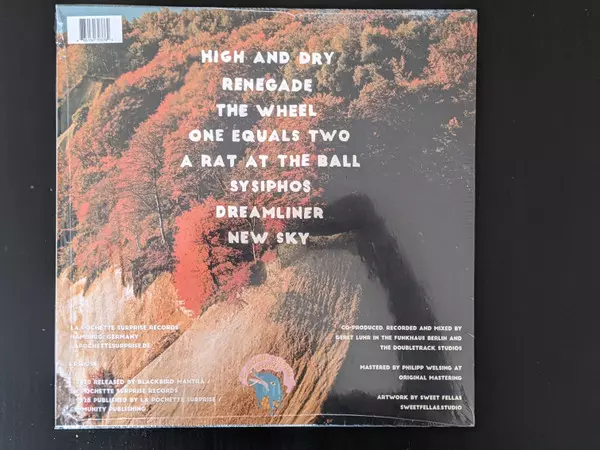 HIGH AND DRY
RENEGADE
THE WHEEL
ONE EQUALS TWO
A RAT AT THE BALL
SYSIPHOS
DREAMLINER
NEW SKY
LA POCHETTE SURPRISE RECORDS
HAMBURG, GERMANY
LAPOCHETTESURPRISE.DE
RELEASED BY BLACKBIRD MANTRA /
POCHETTE SURPRISE RECORDS
PUBLISHED BY LA POCHETTE SURPRISE
COMMUNITY PUBLISHING
CO-PRODUCED, RECORDED AND MIXED BY
LUHR IN THE FUNKHAUS BERLIN AND
THE DOUBLETRACK STUDIOS
MASTERED BY PHILIPP WELSING AT
ORIGINAL MASTERING
ARTWORK BY SWEET FELLAS
SWEETFELLAS.STUDIO